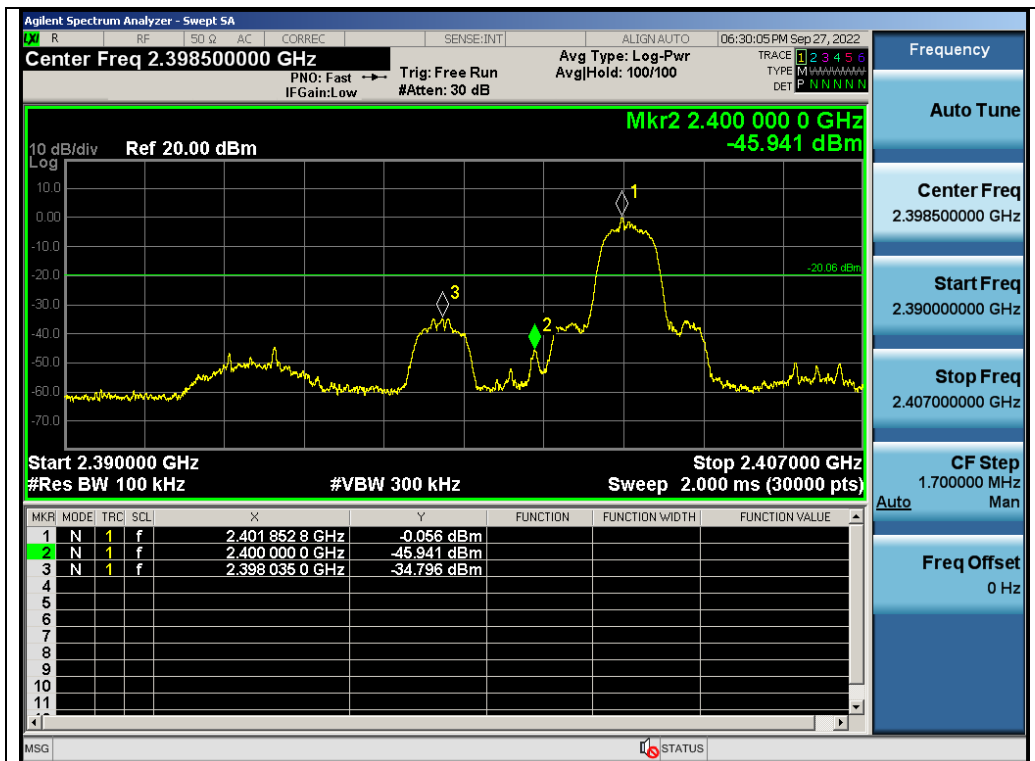 Agilent Spectrum Analyzer - Swept SA
LXI R RF 50 Ω AC CORREC SENSE:INT ALIGN AUTO 06:30:05 PM Sep 27, 2022
Center Freq 2.398500000 GHz
PNO: Fast
IFGain:Low
Trig: Free Run
#Atten: 30 dB
Avg Type: Log-Pwr
Avg|Hold: 100/100
TRACE 1 2 3 4 5 6
TYPE M WWWWW
DET P N N N N N
Mkr2 2.400 000 0 GHz
-45.941 dBm
10 dB/div Ref 20.00 dBm
Log
10.0
0.00
-10.0
-20.0
-30.0
-40.0
-50.0
-60.0
-70.0
1
-20.06 dBm
3
2
Start 2.390000 GHz Stop 2.407000 GHz
#Res BW 100 kHz #VBW 300 kHz Sweep 2.000 ms (30000 pts)
MKR MODE TRC SCL X Y FUNCTION FUNCTION WIDTH FUNCTION VALUE
1 N 1 f 2.401 852 8 GHz -0.056 dBm
2 N 1 f 2.400 000 0 GHz -45.941 dBm
3 N 1 f 2.398 035 0 GHz -34.796 dBm
4
5
6
7
8
9
10
11
MSG STATUS
Frequency
Auto Tune
Center Freq
2.398500000 GHz
Start Freq
2.390000000 GHz
Stop Freq
2.407000000 GHz
CF Step
1.700000 MHz
Auto Man
Freq Offset
0 Hz